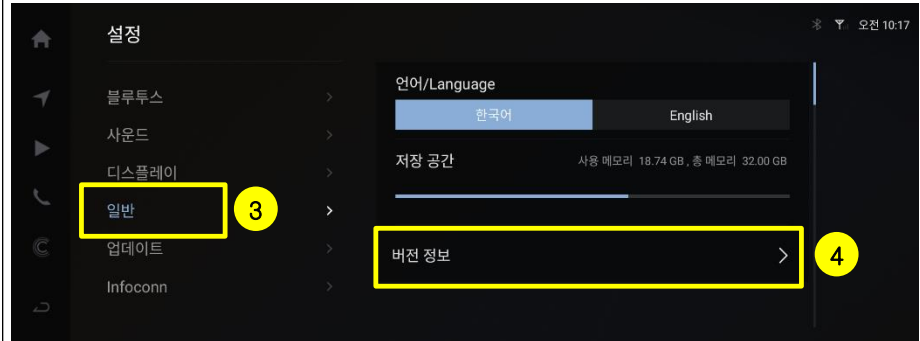 설정
오전 10:17
블루투스
사운드
디스플레이
일반
3
업데이트
Infoconn
언어/Language
한국어 English
저장 공간 사용 메모리 18.74 GB , 총 메모리 32.00 GB
버전 정보
4